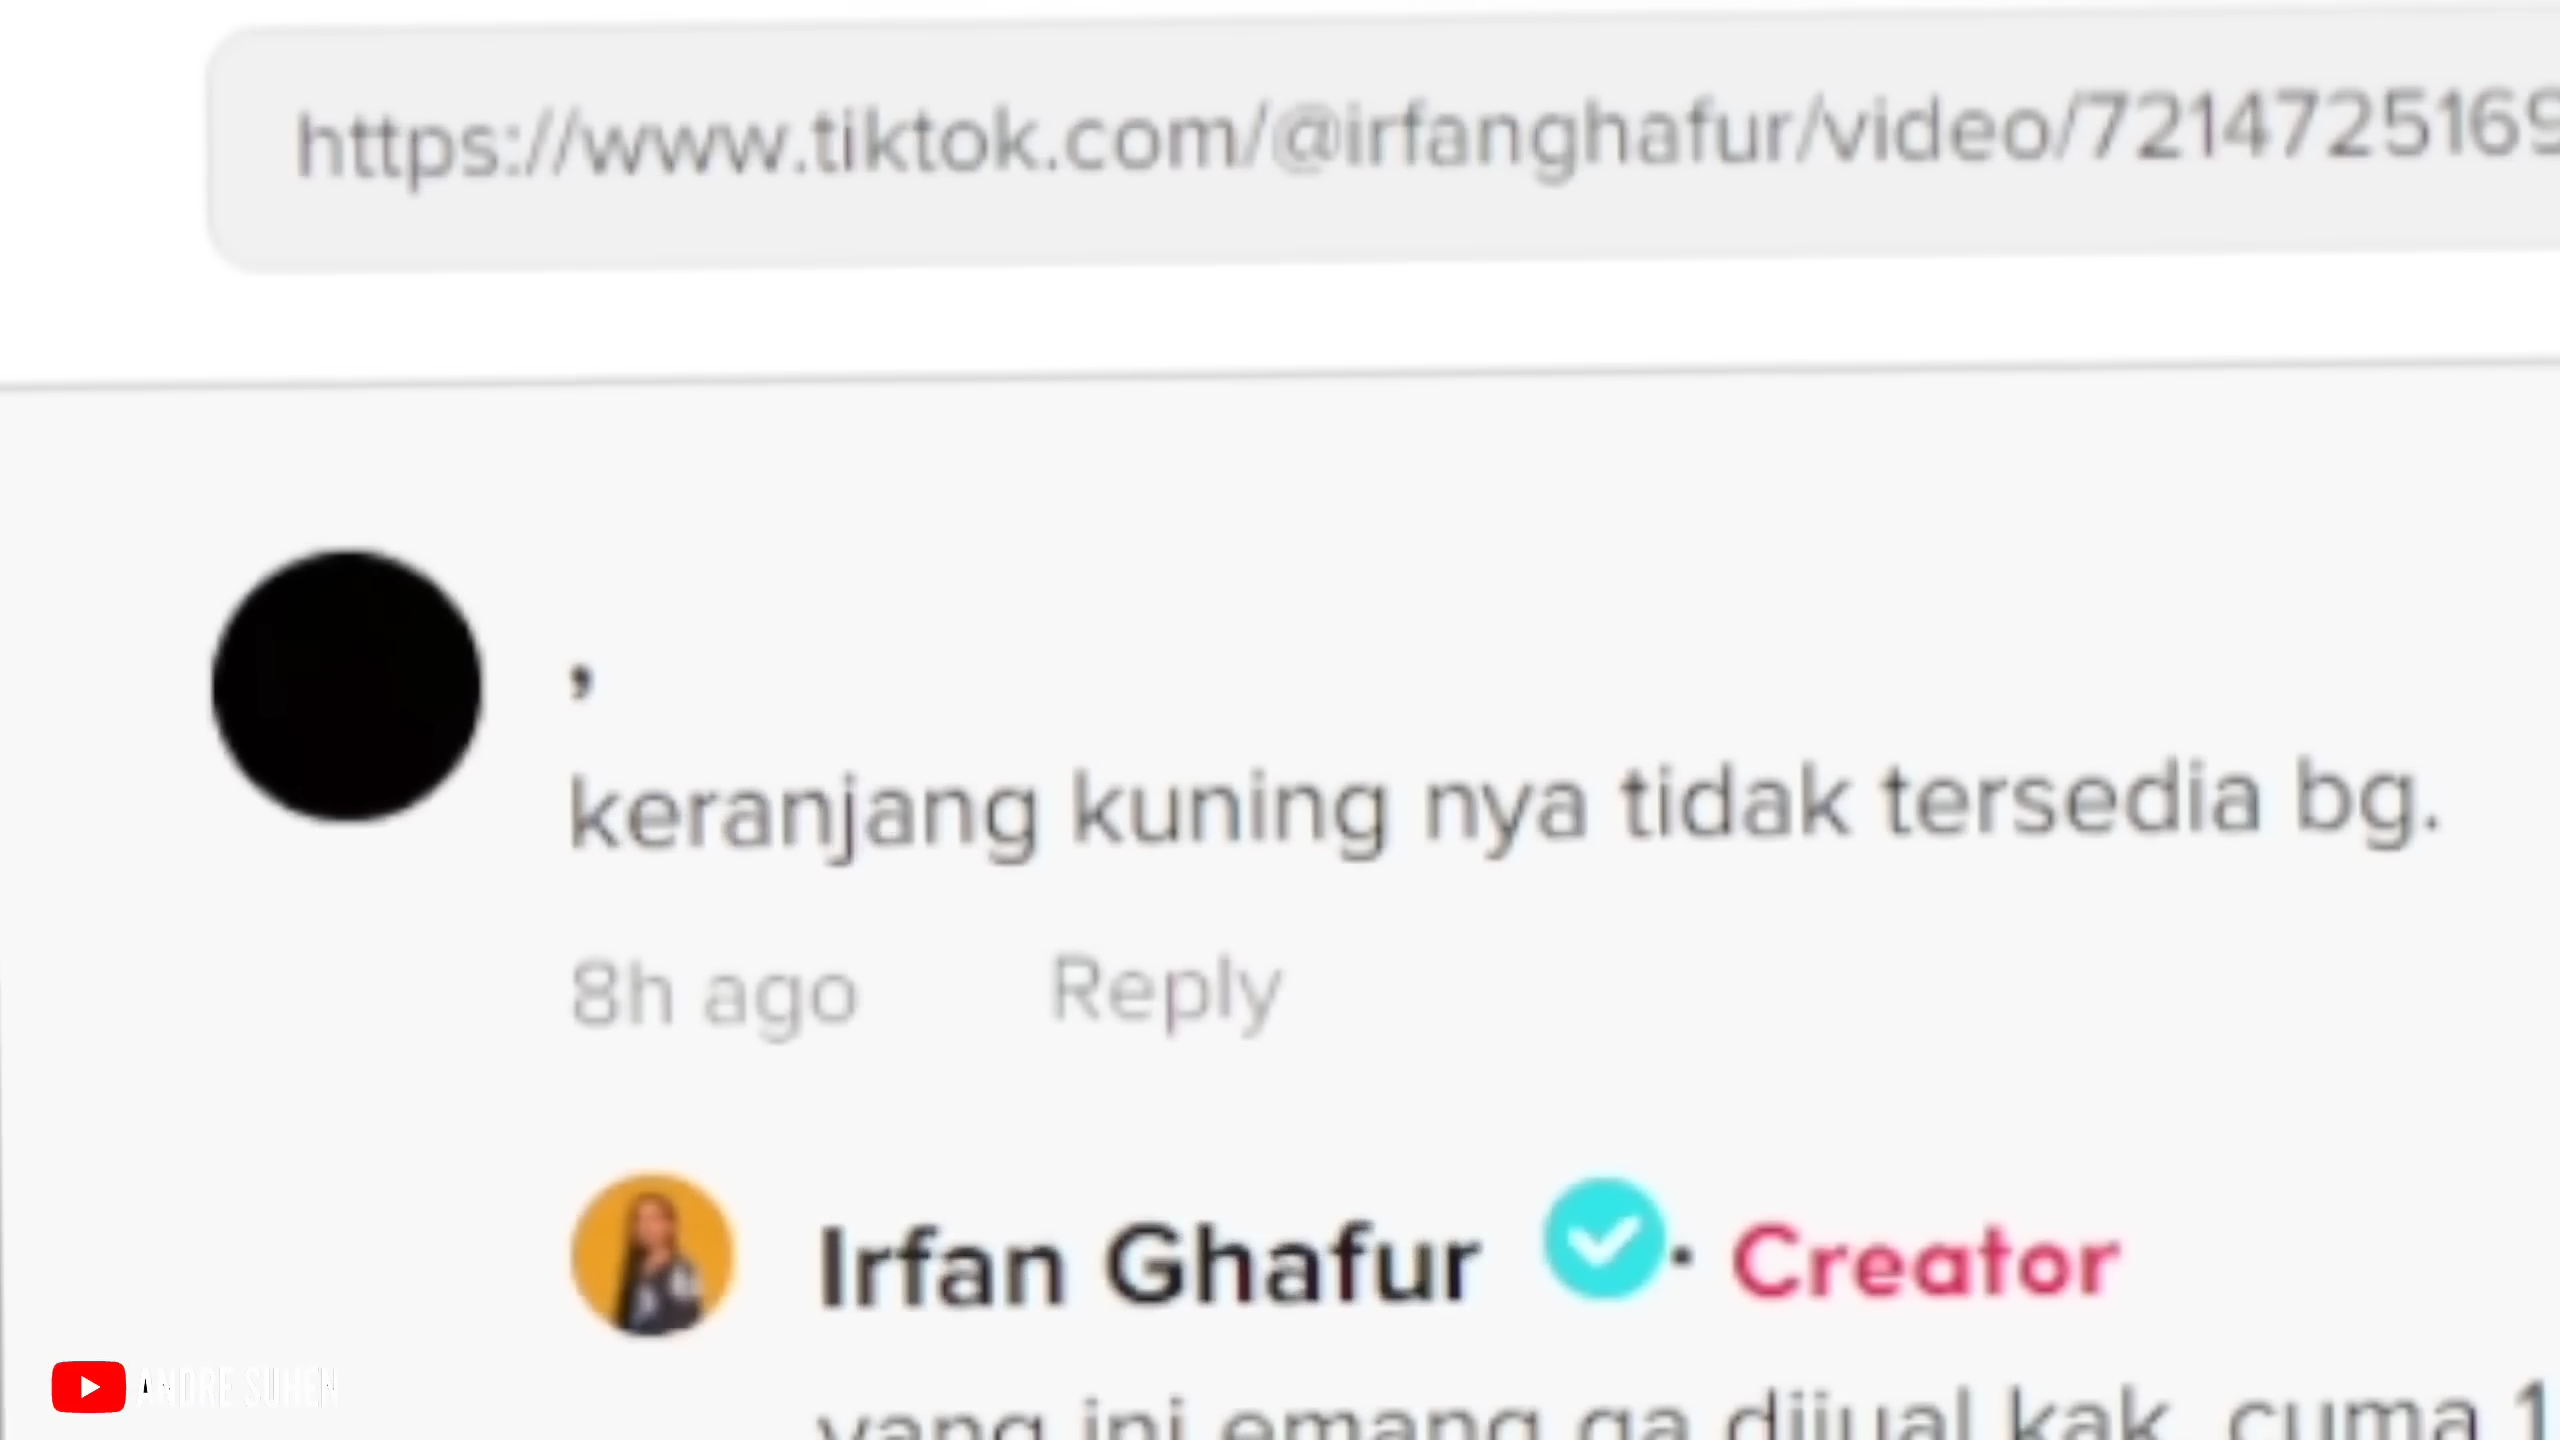 https://www.tiktok.com/@irfanghafur/video/7214725169
,
keranjang kuning nya tidak tersedia bg.
8h ago Reply
Irfan Ghafur · Creator
yang ini emang ga dijual kak, cuma 1
ANDRE SUHEN